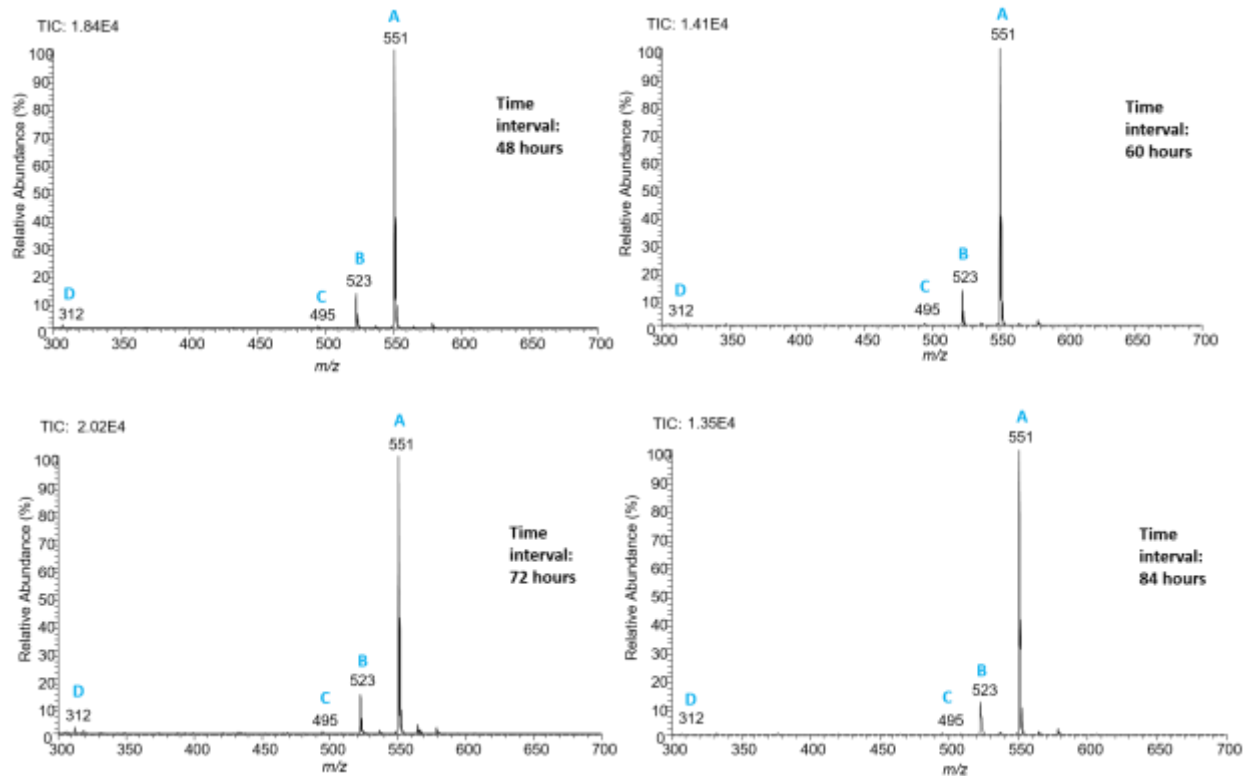 TIC: 1.84E4
A
551
100
90
80
70
60
50
40
30
20
10
0
Relative Abundance (%)
Time
interval:
48 hours
B
523
C
495
D
312
300 350 400 450 500 550 600 650 700
m/z
TIC: 1.41E4
A
551
100
90
80
70
60
50
40
30
20
10
0
Relative Abundance (%)
Time
interval:
60 hours
B
523
C
495
D
312
300 350 400 450 500 550 600 650 700
m/z
TIC: 2.02E4
A
551
100
90
80
70
60
50
40
30
20
10
0
Relative Abundance (%)
Time
interval:
72 hours
B
523
C
495
D
312
300 350 400 450 500 550 600 650 700
m/z
TIC: 1.35E4
A
551
100
90
80
70
60
50
40
30
20
10
0
Relative Abundance (%)
Time
interval:
84 hours
B
523
C
495
D
312
300 350 400 450 500 550 600 650 700
m/z